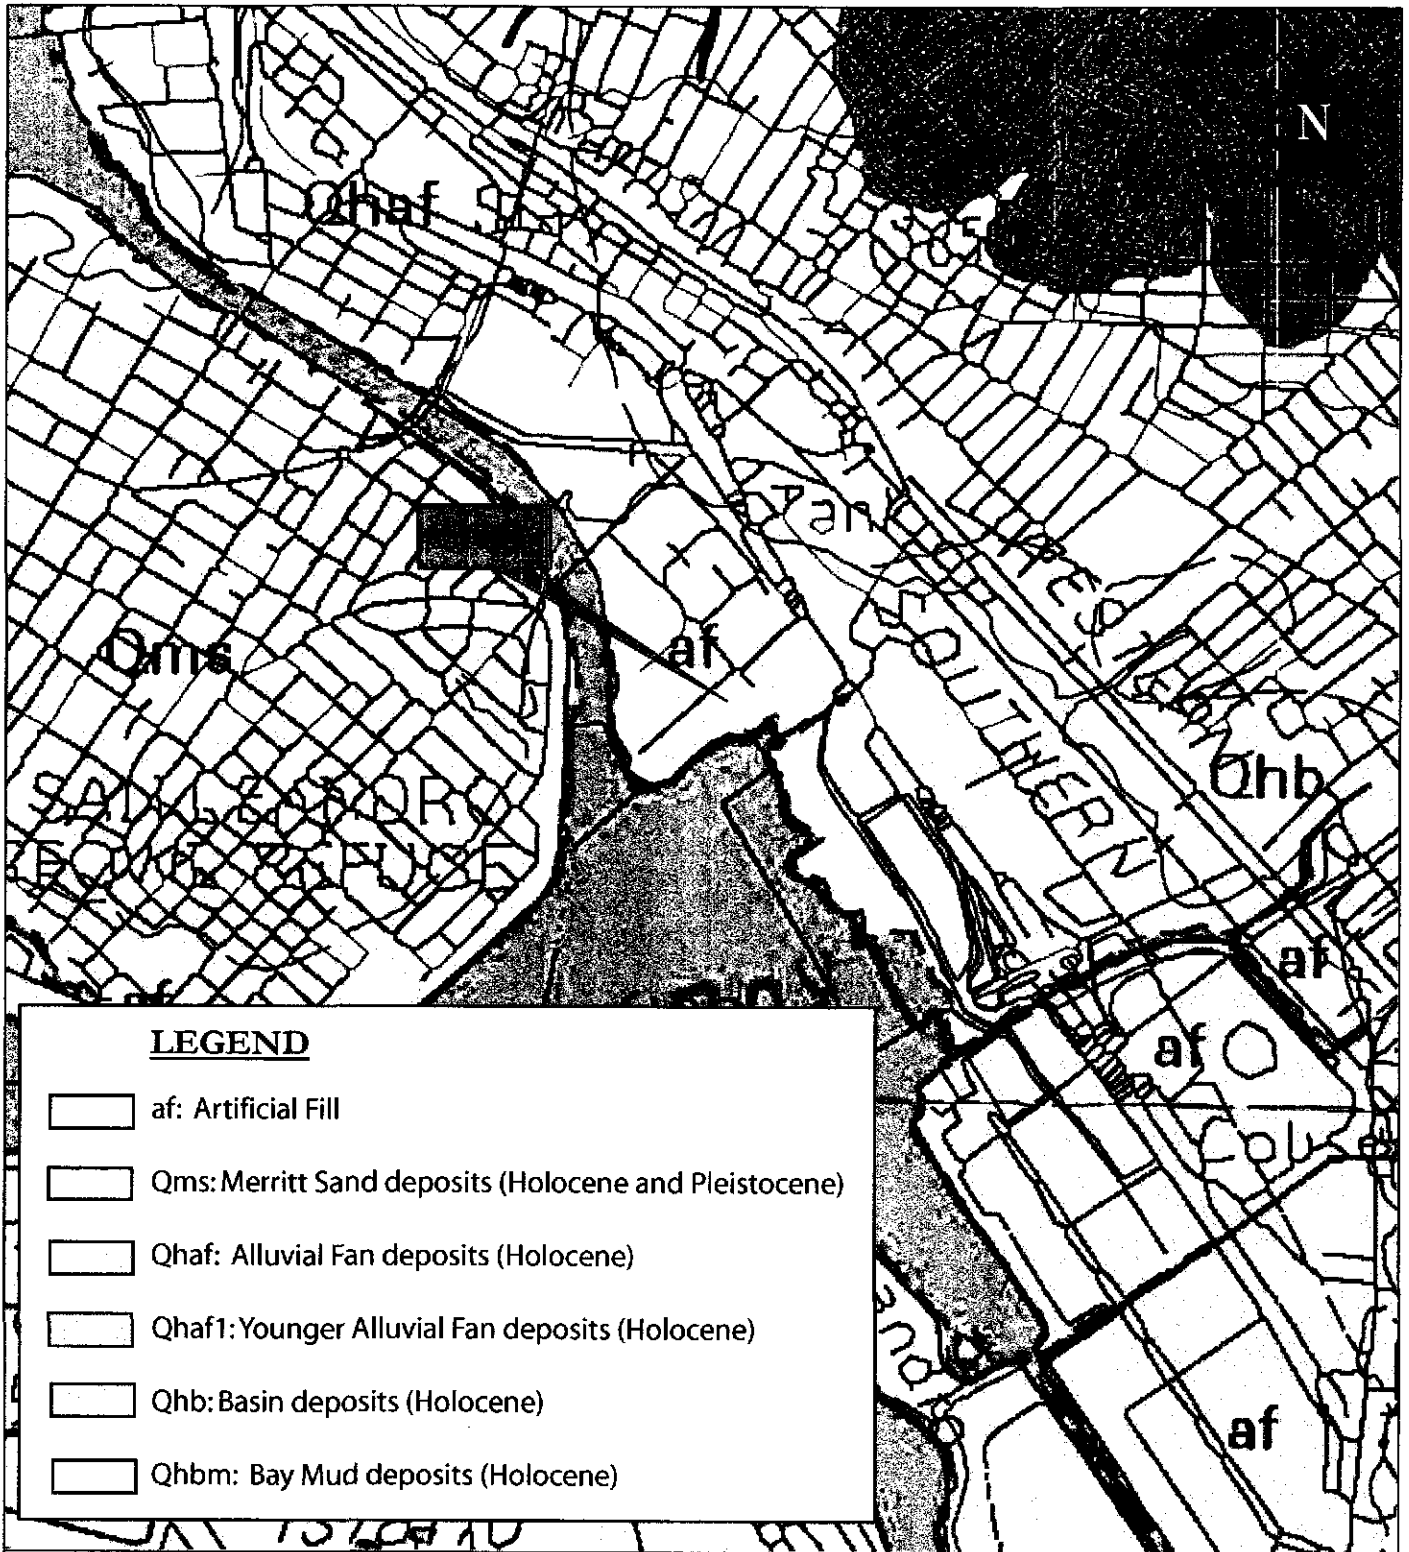 N
Qhaf
Yan
af
Qms
SOUTHERN
Qhb
af
af
LEGEND
af: Artificial Fill
Qms: Merritt Sand deposits (Holocene and Pleistocene)
Qhaf: Alluvial Fan deposits (Holocene)
Qhaf1: Younger Alluvial Fan deposits (Holocene)
Qhb: Basin deposits (Holocene)
Qhbm: Bay Mud deposits (Holocene)
af